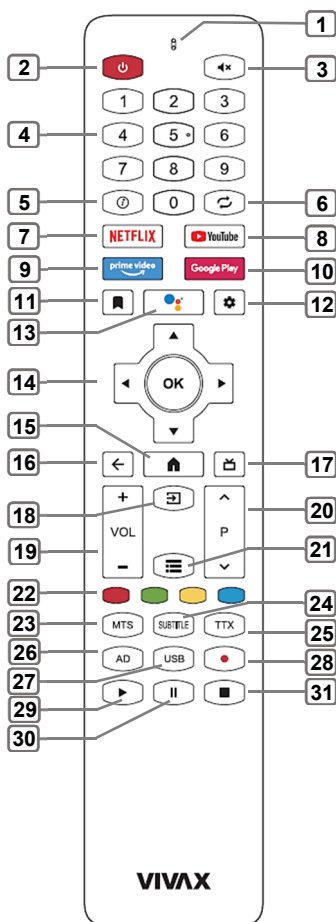 1
2
3
1 2 3
4
4 5 6
7 8 9
5
0
6
7
NETFLIX
YouTube
8
9
prime video
Google Play
10
11
12
13
14
OK
15
16
17
18
+
VOL
-
P
19
20
21
22
23
MTS
SUBTITLE
TTX
24
25
26
AD
USB
27
28
29
30
31
VIVAX